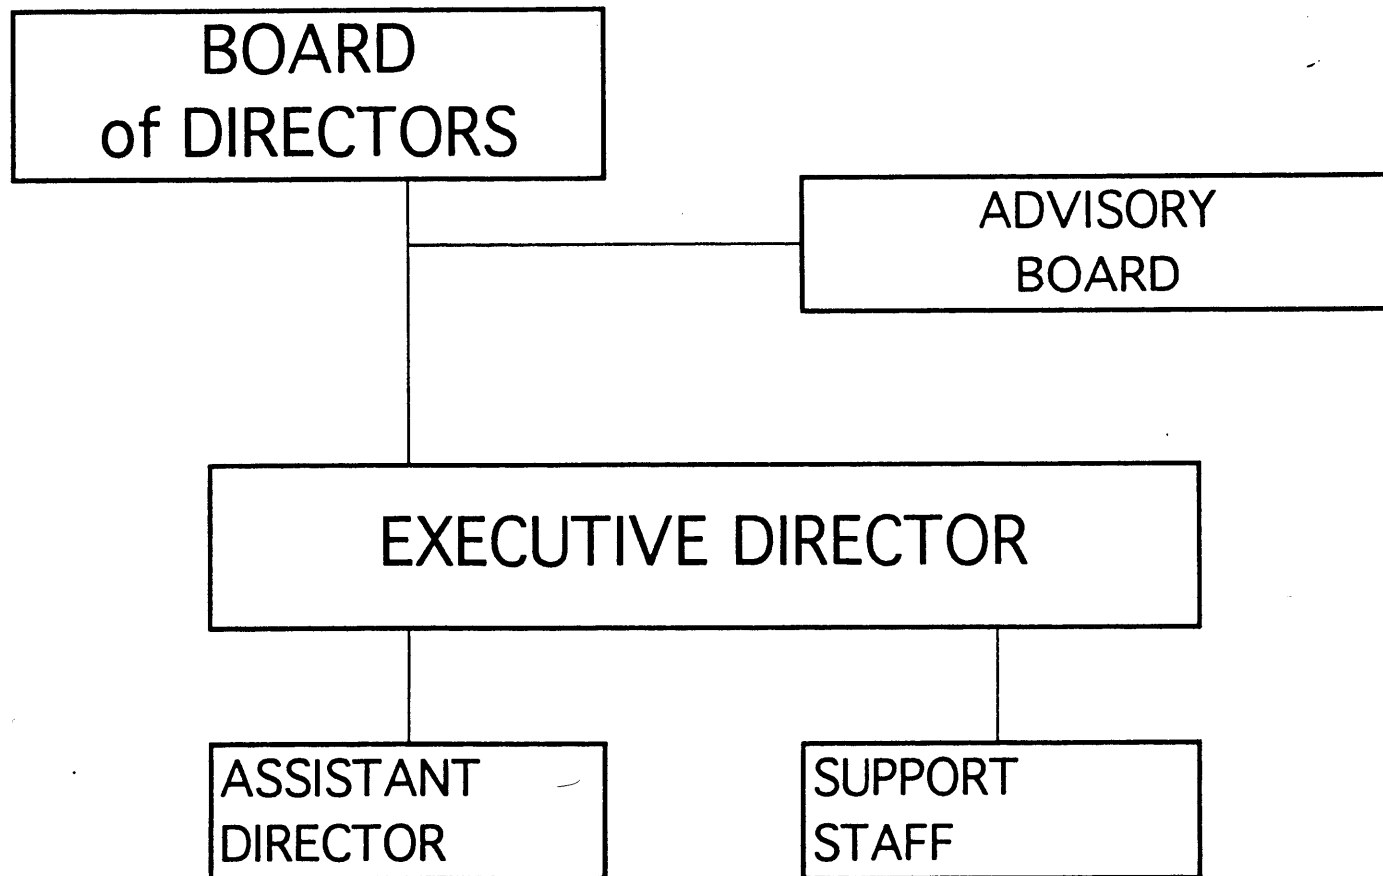 BOARD
of DIRECTORS
ADVISORY
BOARD
EXECUTIVE DIRECTOR
ASSISTANT
DIRECTOR
SUPPORT
STAFF